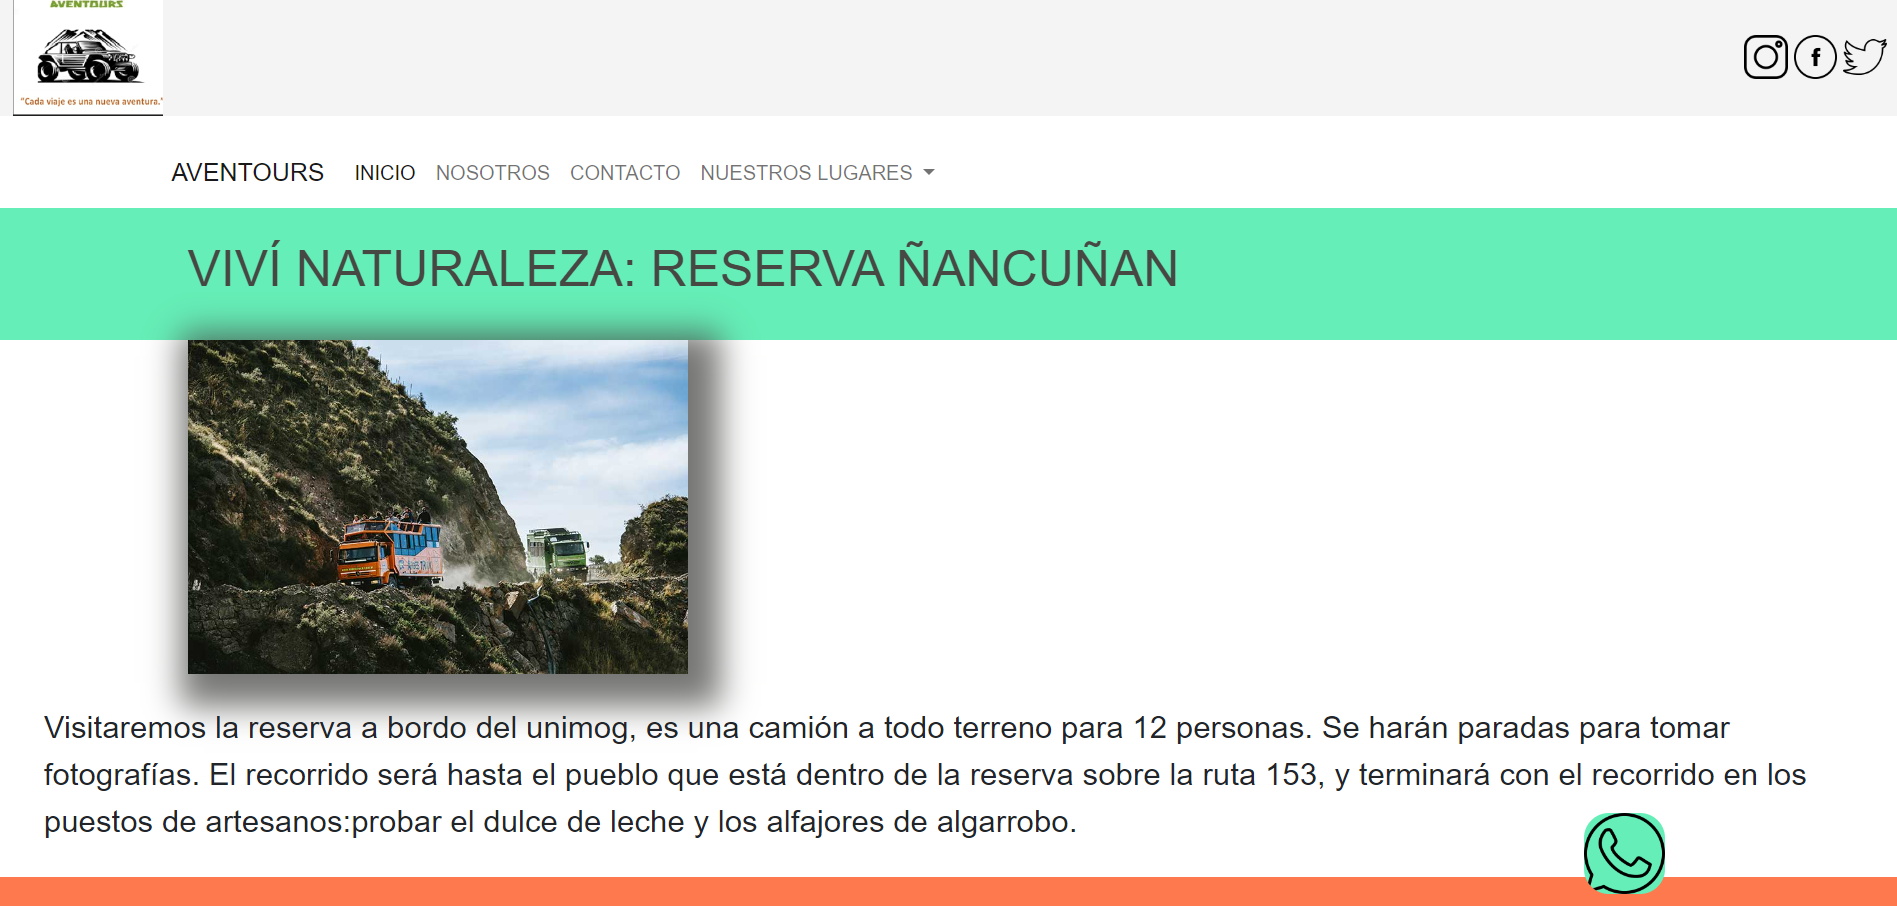 AVENTOURS
"Cada viaje es una nueva aventura."
f
AVENTOURS INICIO NOSOTROS CONTACTO NUESTROS LUGARES
VIVÍ NATURALEZA: RESERVA ÑANCUÑAN
Visitaremos la reserva a bordo del unimog, es una camión a todo terreno para 12 personas. Se harán paradas para tomar
fotografías. El recorrido será hasta el pueblo que está dentro de la reserva sobre la ruta 153, y terminará con el recorrido en los
puestos de artesanos:probar el dulce de leche y los alfajores de algarrobo.